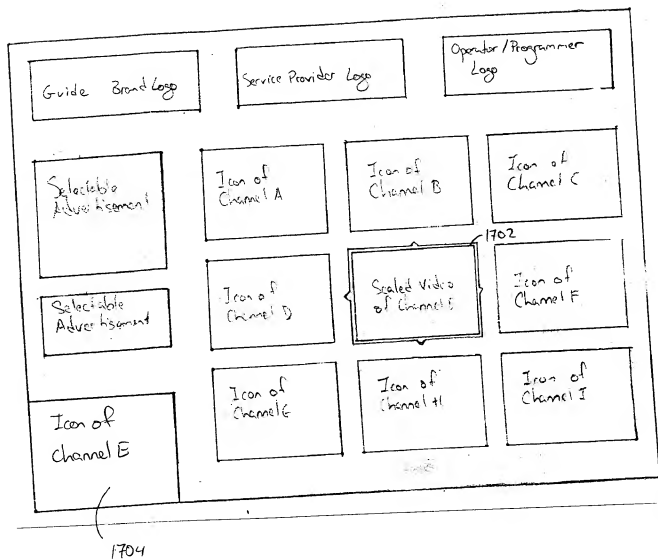 Guide Brand Logo
Service Provider Logo
Operator/Programmer
Logo
Selectable
Advertisement
Icon of
Channel A
Icon of
Channel B
Icon of
Channel C
1702
Selectable
Advertisement
Icon of
Channel D
Scaled Video
of Channel E
Icon of
Channel F
Icon of
Channel E
Icon of
Channel G
Icon of
Channel H
Icon of
Channel I
1704